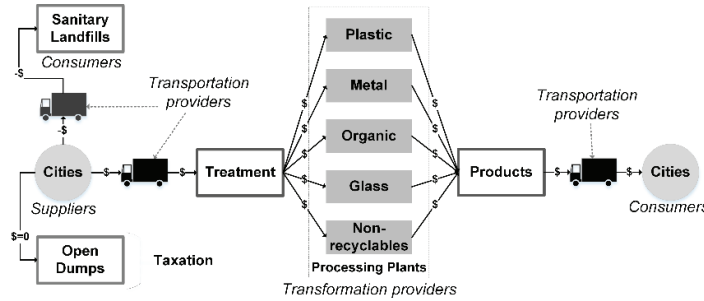 Sanitary
Landfills
Consumers
-$
Transportation
providers
-$
Cities
Suppliers
$
$
Treatment
$=0
Open
Dumps
Taxation
$
$
$
$
$
Plastic
Metal
Organic
Glass
Non-
recyclables
Processing Plants
Transformation providers
$
$
$
$
$
Products
Transportation
providers
$
$
Cities
Consumers